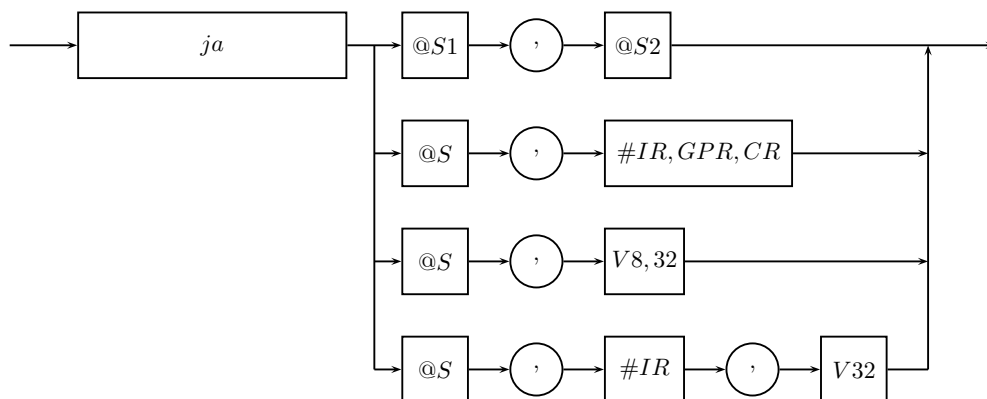 ja @S1 , @S2
@S , #IR, GPR, CR
@S , V8, 32
@S , #IR , V32